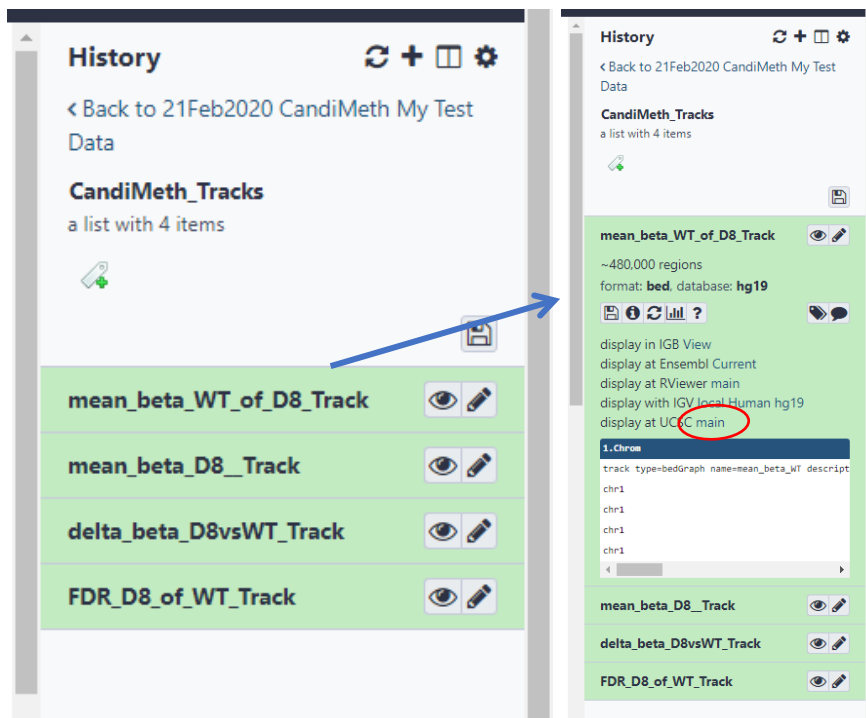 History
< Back to 21Feb2020 CandiMeth My Test
Data
CandiMeth_Tracks
a list with 4 items
mean_beta_WT_of_D8_Track
mean_beta_D8__Track
delta_beta_D8vsWT_Track
FDR_D8_of_WT_Track
History
< Back to 21Feb2020 CandiMeth My Test
Data
CandiMeth_Tracks
a list with 4 items
mean_beta_WT_of_D8_Track
~480,000 regions
format: bed, database: hg19
?
display in IGB View
display at Ensembl Current
display at RViewer main
display with IGV local Human hg19
display at UCSC main
1.Chrom
track type=bedGraph name=mean_beta_WT descript
chr1
chr1
chr1
chr1
mean_beta_D8__Track
delta_beta_D8vsWT_Track
FDR_D8_of_WT_Track